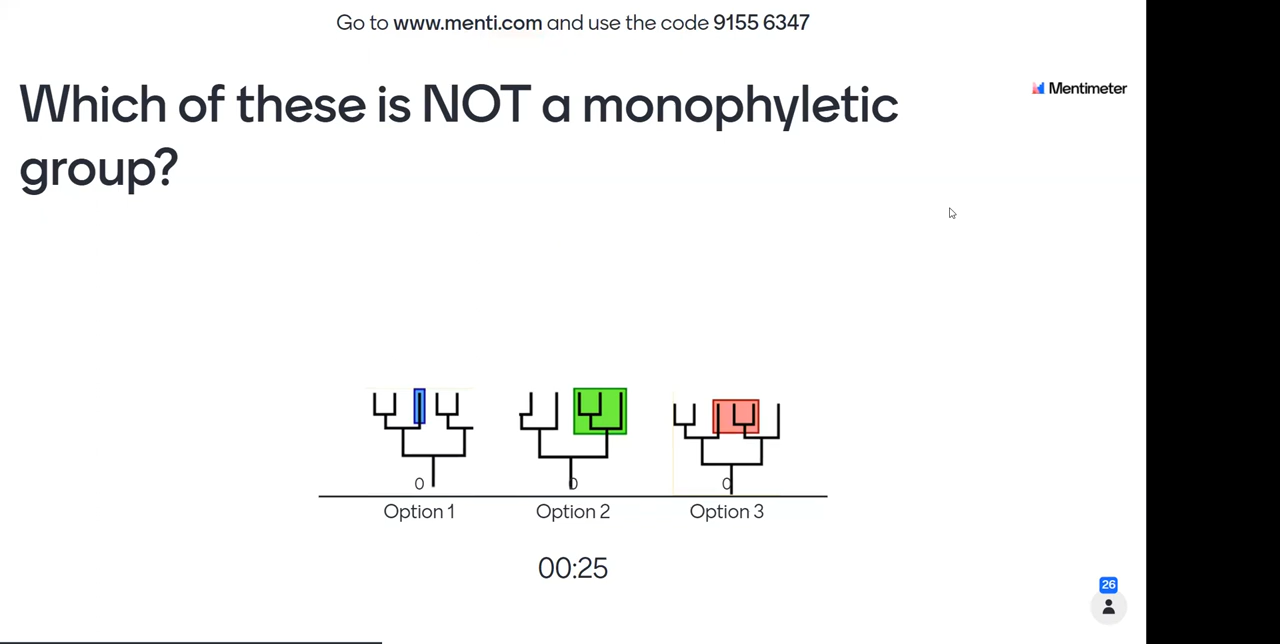 Go to www.menti.com and use the code 9155 6347
Mentimeter
Which of these is NOT a monophyletic
group?
0 0 0
Option 1 Option 2 Option 3
00:25
26